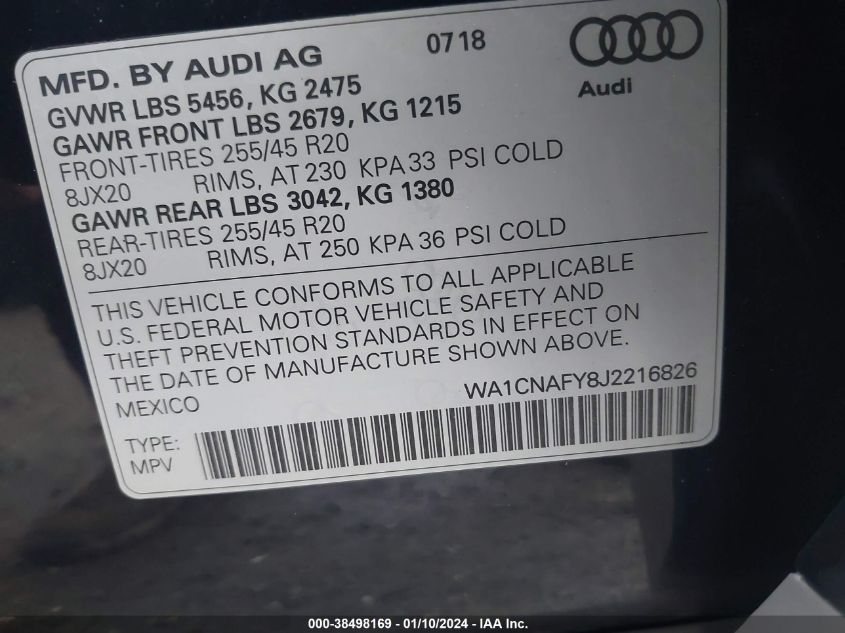 MFD. BY AUDI AG 0718
Audi
GVWR LBS 5456, KG 2475
GAWR FRONT LBS 2679, KG 1215
FRONT-TIRES 255/45 R20
8JX20 RIMS, AT 230 KPA 33 PSI COLD
GAWR REAR LBS 3042, KG 1380
REAR-TIRES 255/45 R20
8JX20 RIMS, AT 250 KPA 36 PSI COLD
THIS VEHICLE CONFORMS TO ALL APPLICABLE
U.S. FEDERAL MOTOR VEHICLE SAFETY AND
THEFT PREVENTION STANDARDS IN EFFECT ON
THE DATE OF MANUFACTURE SHOWN ABOVE.
MEXICO WA1CNAFY8J2216826
TYPE:
MPV
000-38498169 - 01/10/2024 - IAA Inc.